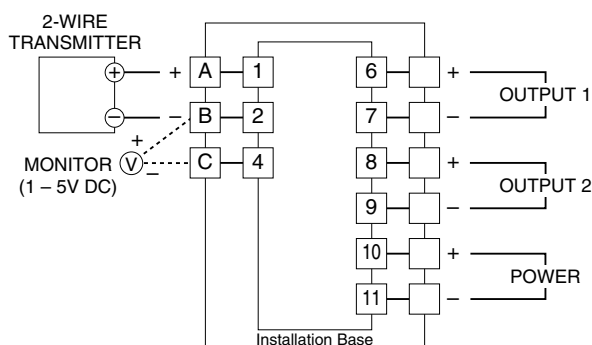 2-WIRE
TRANSMITTER
+ + A 1 6 +
OUTPUT 1
− − B 2 7 −
+
MONITOR V
(1 – 5V DC)
−
C 4 8 +
OUTPUT 2
9 −
10 +
POWER
11 −
Installation Base